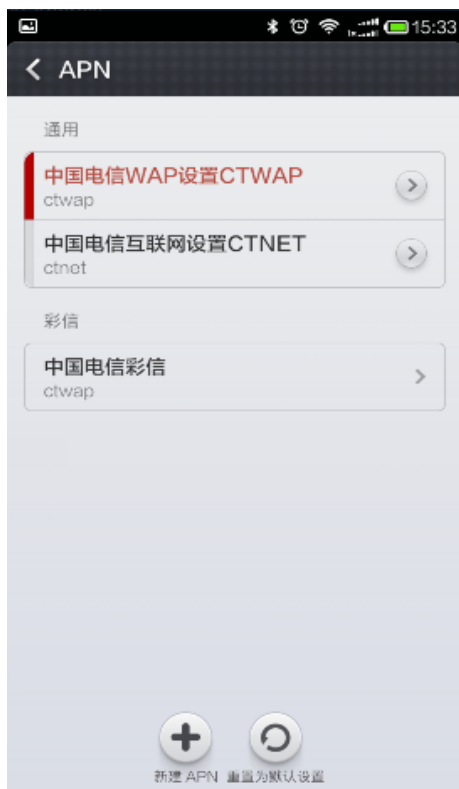 15:33
APN
通用
中国电信WAP设置CTWAP
ctwap
中国电信互联网设置CTNET
ctnet
彩信
中国电信彩信
ctwap
新建 APN 重置为默认设置